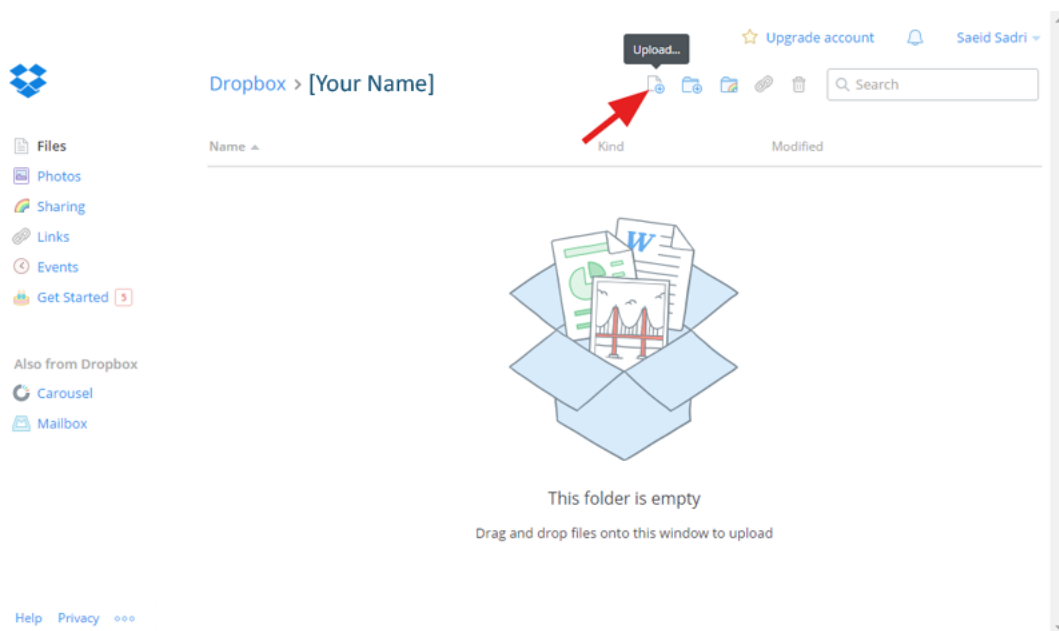 Upgrade account
Saeid Sadri
Upload...
Dropbox > [Your Name]
Search
Files
Photos
Sharing
Links
Events
Get Started 5
Also from Dropbox
Carousel
Mailbox
Name
Kind
Modified
W
This folder is empty
Drag and drop files onto this window to upload
Help
Privacy